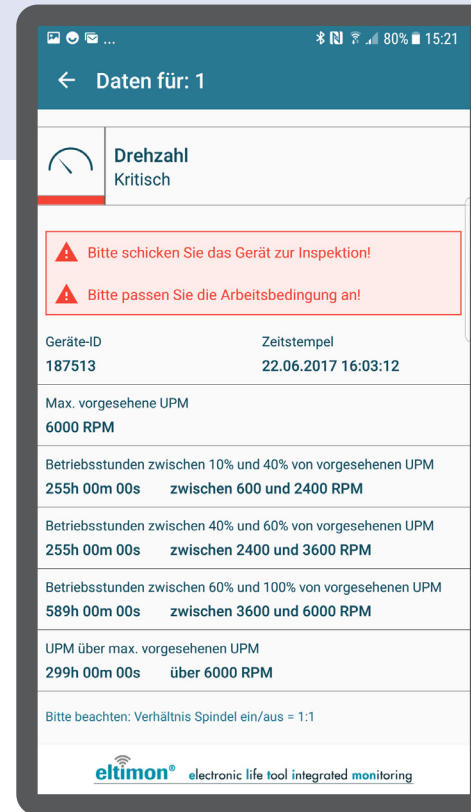 ... 80% 15:21
Daten für: 1
Drehzahl
Kritisch
Bitte schicken Sie das Gerät zur Inspektion!
Bitte passen Sie die Arbeitsbedingung an!
Geräte-ID Zeitstempel
187513 22.06.2017 16:03:12
Max. vorgesehene UPM
6000 RPM
Betriebsstunden zwischen 10% und 40% von vorgesehenen UPM
255h 00m 00s zwischen 600 und 2400 RPM
Betriebsstunden zwischen 40% und 60% von vorgesehenen UPM
255h 00m 00s zwischen 2400 und 3600 RPM
Betriebsstunden zwischen 60% und 100% von vorgesehenen UPM
589h 00m 00s zwischen 3600 und 6000 RPM
UPM über max. vorgesehenen UPM
299h 00m 00s über 6000 RPM
Bitte beachten: Verhältnis Spindel ein/aus = 1:1
eltimon® electronic life tool integrated monitoring